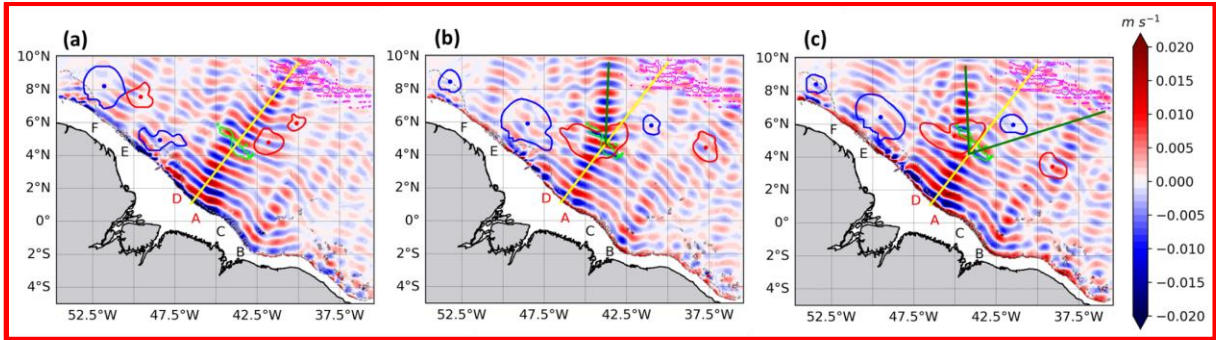 (a) (b) (c)
m s⁻¹
10°N 10°N 10°N 0.020
8°N 8°N 8°N 0.015
6°N 6°N 6°N 0.010
4°N 4°N 4°N 0.005
2°N 2°N 2°N 0.000
0° 0° 0° −0.005
2°S 2°S 2°S −0.010
4°S 4°S 4°S −0.015
−0.020
F E D A C B
F E D A C B
F E D A C B
52.5°W 47.5°W 42.5°W 37.5°W 52.5°W 47.5°W 42.5°W 37.5°W 52.5°W 47.5°W 42.5°W 37.5°W